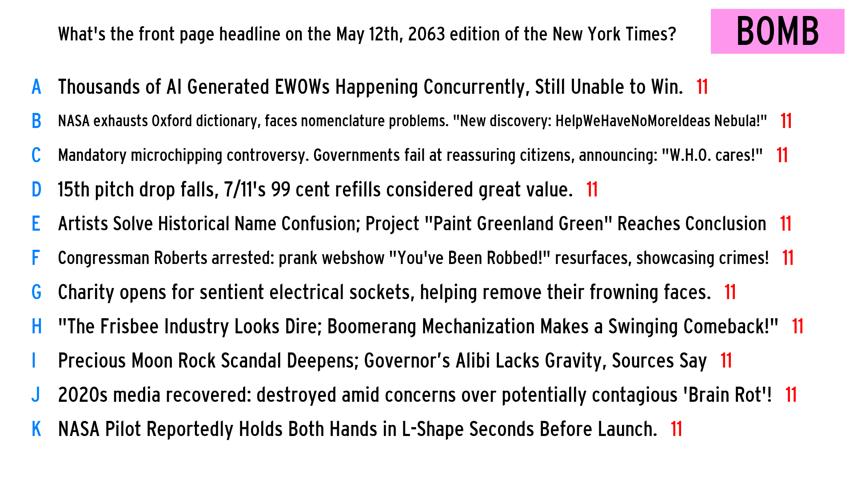 What's the front page headline on the May 12th, 2063 edition of the New York Times?
BOMB
A Thousands of AI Generated EWOWs Happening Concurrently, Still Unable to Win. 11
B NASA exhausts Oxford dictionary, faces nomenclature problems. "New discovery: HelpWeHaveNoMoreIdeas Nebula!" 11
C Mandatory microchipping controversy. Governments fail at reassuring citizens, announcing: "W.H.O. cares!" 11
D 15th pitch drop falls, 7/11's 99 cent refills considered great value. 11
E Artists Solve Historical Name Confusion; Project "Paint Greenland Green" Reaches Conclusion 11
F Congressman Roberts arrested: prank webshow "You've Been Robbed!" resurfaces, showcasing crimes! 11
G Charity opens for sentient electrical sockets, helping remove their frowning faces. 11
H "The Frisbee Industry Looks Dire; Boomerang Mechanization Makes a Swinging Comeback!" 11
I Precious Moon Rock Scandal Deepens; Governor’s Alibi Lacks Gravity, Sources Say 11
J 2020s media recovered: destroyed amid concerns over potentially contagious 'Brain Rot'! 11
K NASA Pilot Reportedly Holds Both Hands in L-Shape Seconds Before Launch. 11